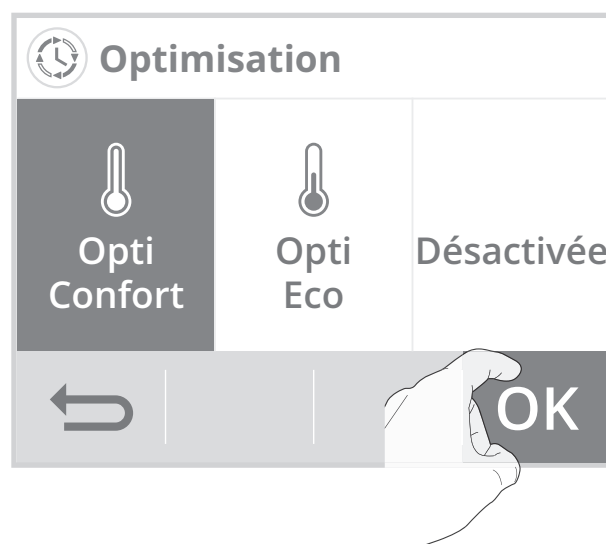 Optimisation
Opti
Confort
Opti
Eco
Désactivée
OK